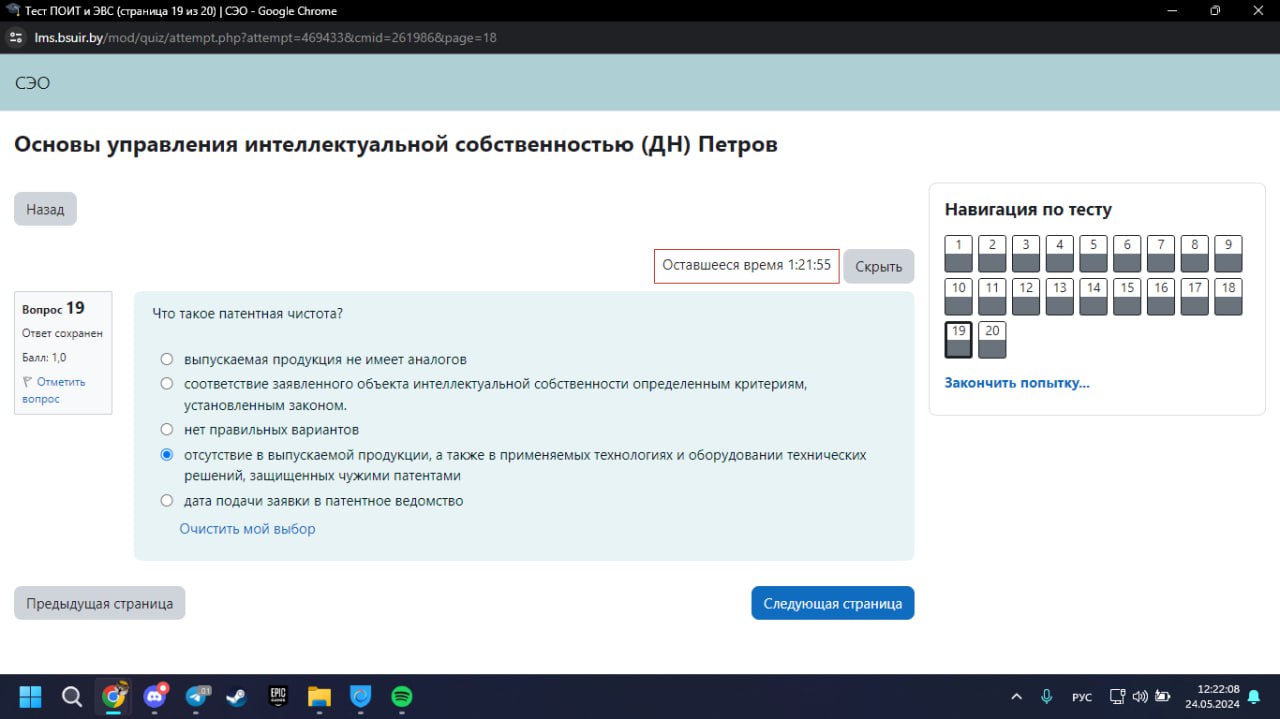 Тест ПОИТ и ЭВС (страница 19 из 20) | СЭО - Google Chrome
lms.bsuir.by/mod/quiz/attempt.php?attempt=469433&cmid=261986&page=18
СЭО
Основы управления интеллектуальной собственностью (ДН) Петров
Назад
Оставшееся время 1:21:55
Скрыть
Вопрос 19
Ответ сохранен
Балл: 1,0
Отметить
вопрос
Что такое патентная чистота?
выпускаемая продукция не имеет аналогов
соответствие заявленного объекта интеллектуальной собственности определенным критериям,
установленным законом.
нет правильных вариантов
отсутствие в выпускаемой продукции, а также в применяемых технологиях и оборудовании технических
решений, защищенных чужими патентами
дата подачи заявки в патентное ведомство
Очистить мой выбор
Предыдущая страница
Следующая страница
Навигация по тесту
1 2 3 4 5 6 7 8 9
10 11 12 13 14 15 16 17 18
19 20
Закончить попытку...
EPIC
GAMES
01
РУС
12:22:08
24.05.2024